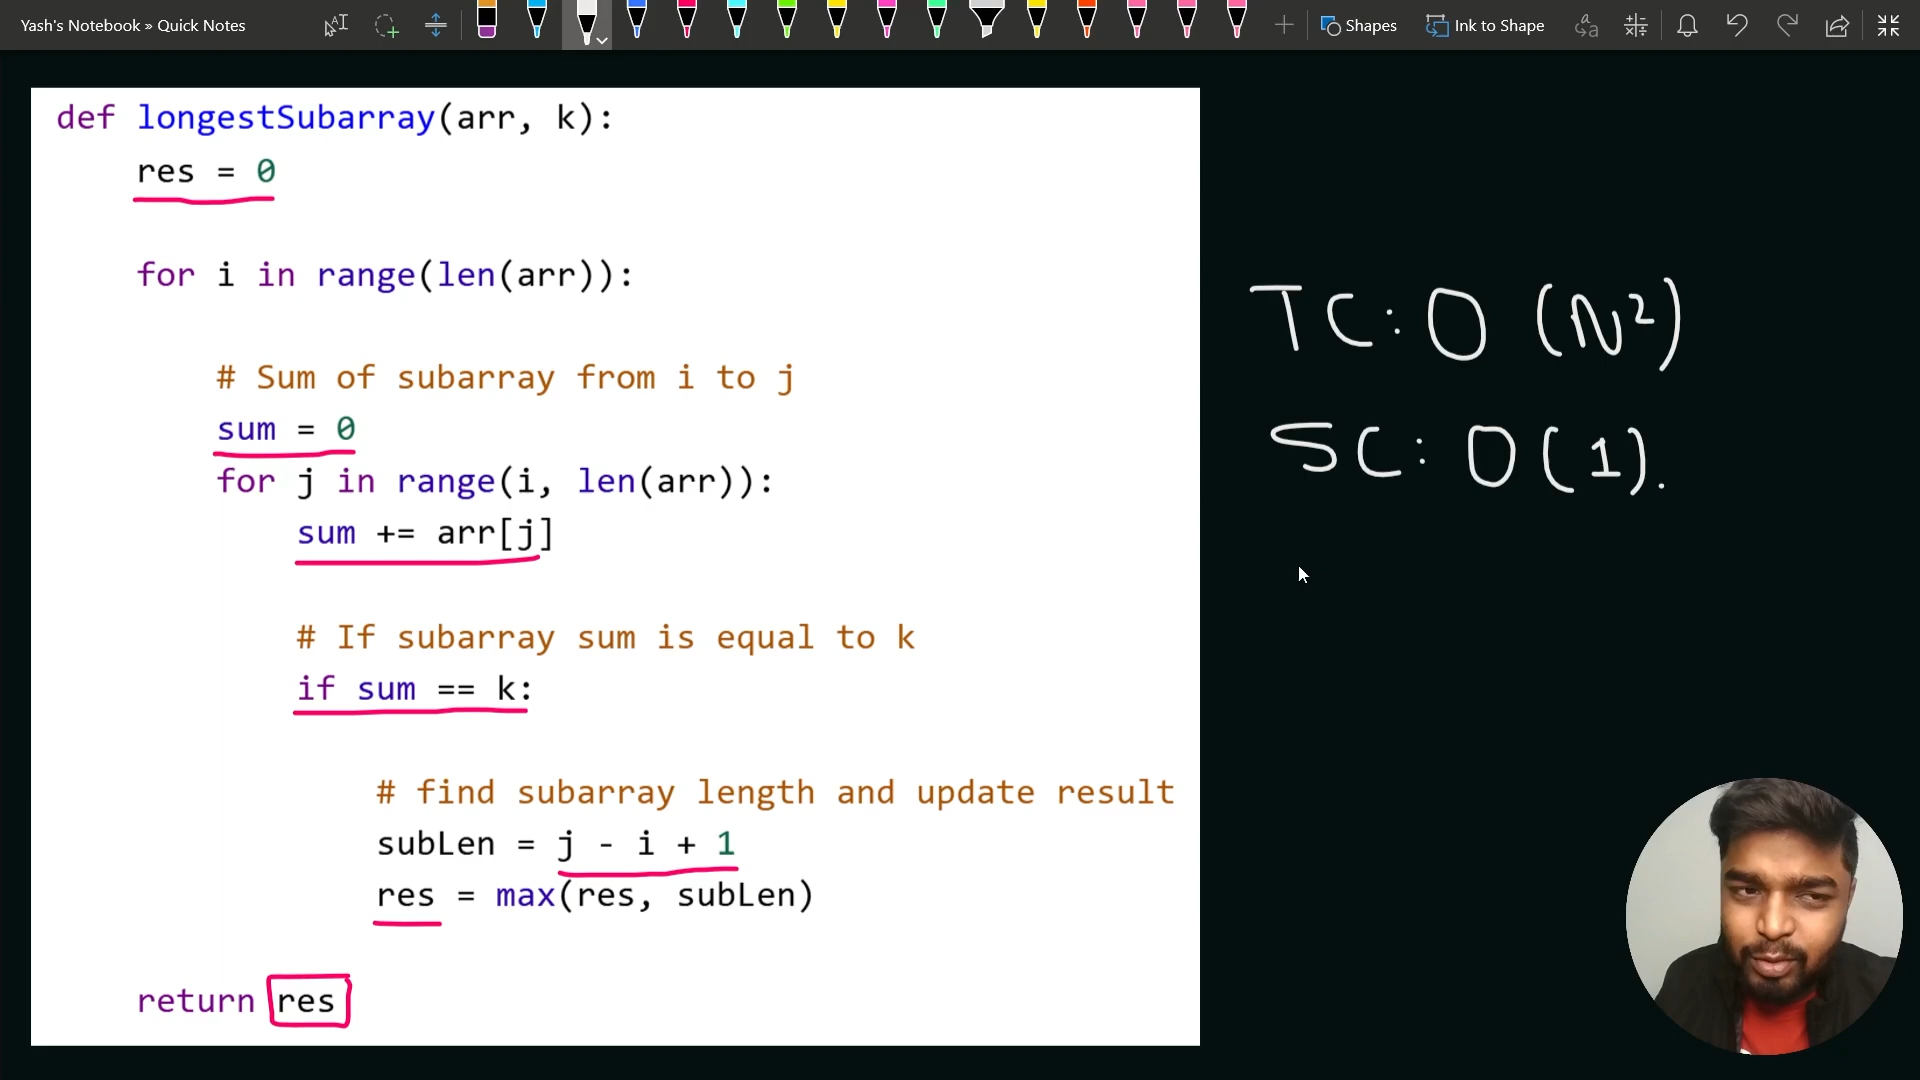 Yash's Notebook » Quick Notes
Shapes
Ink to Shape
def longestSubarray(arr, k):
res = 0
for i in range(len(arr)):
# Sum of subarray from i to j
sum = 0
for j in range(i, len(arr)):
sum += arr[j]
# If subarray sum is equal to k
if sum == k:
# find subarray length and update result
subLen = j - i + 1
res = max(res, subLen)
return res
TC: O (N²)
SC: O (1).